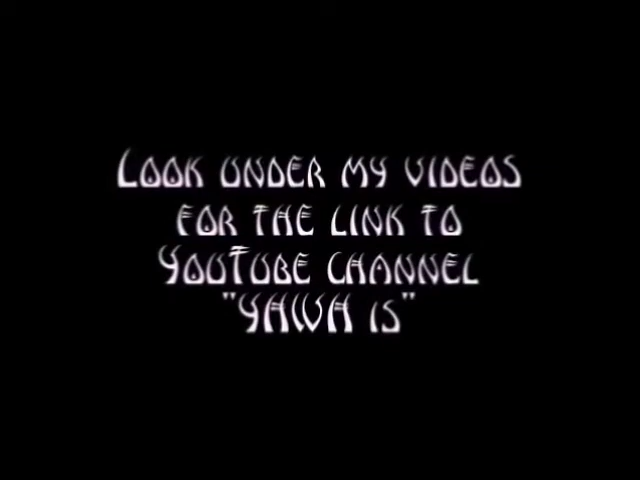 Look under my videos
for the link to
YouTube channel
"YHWH is"